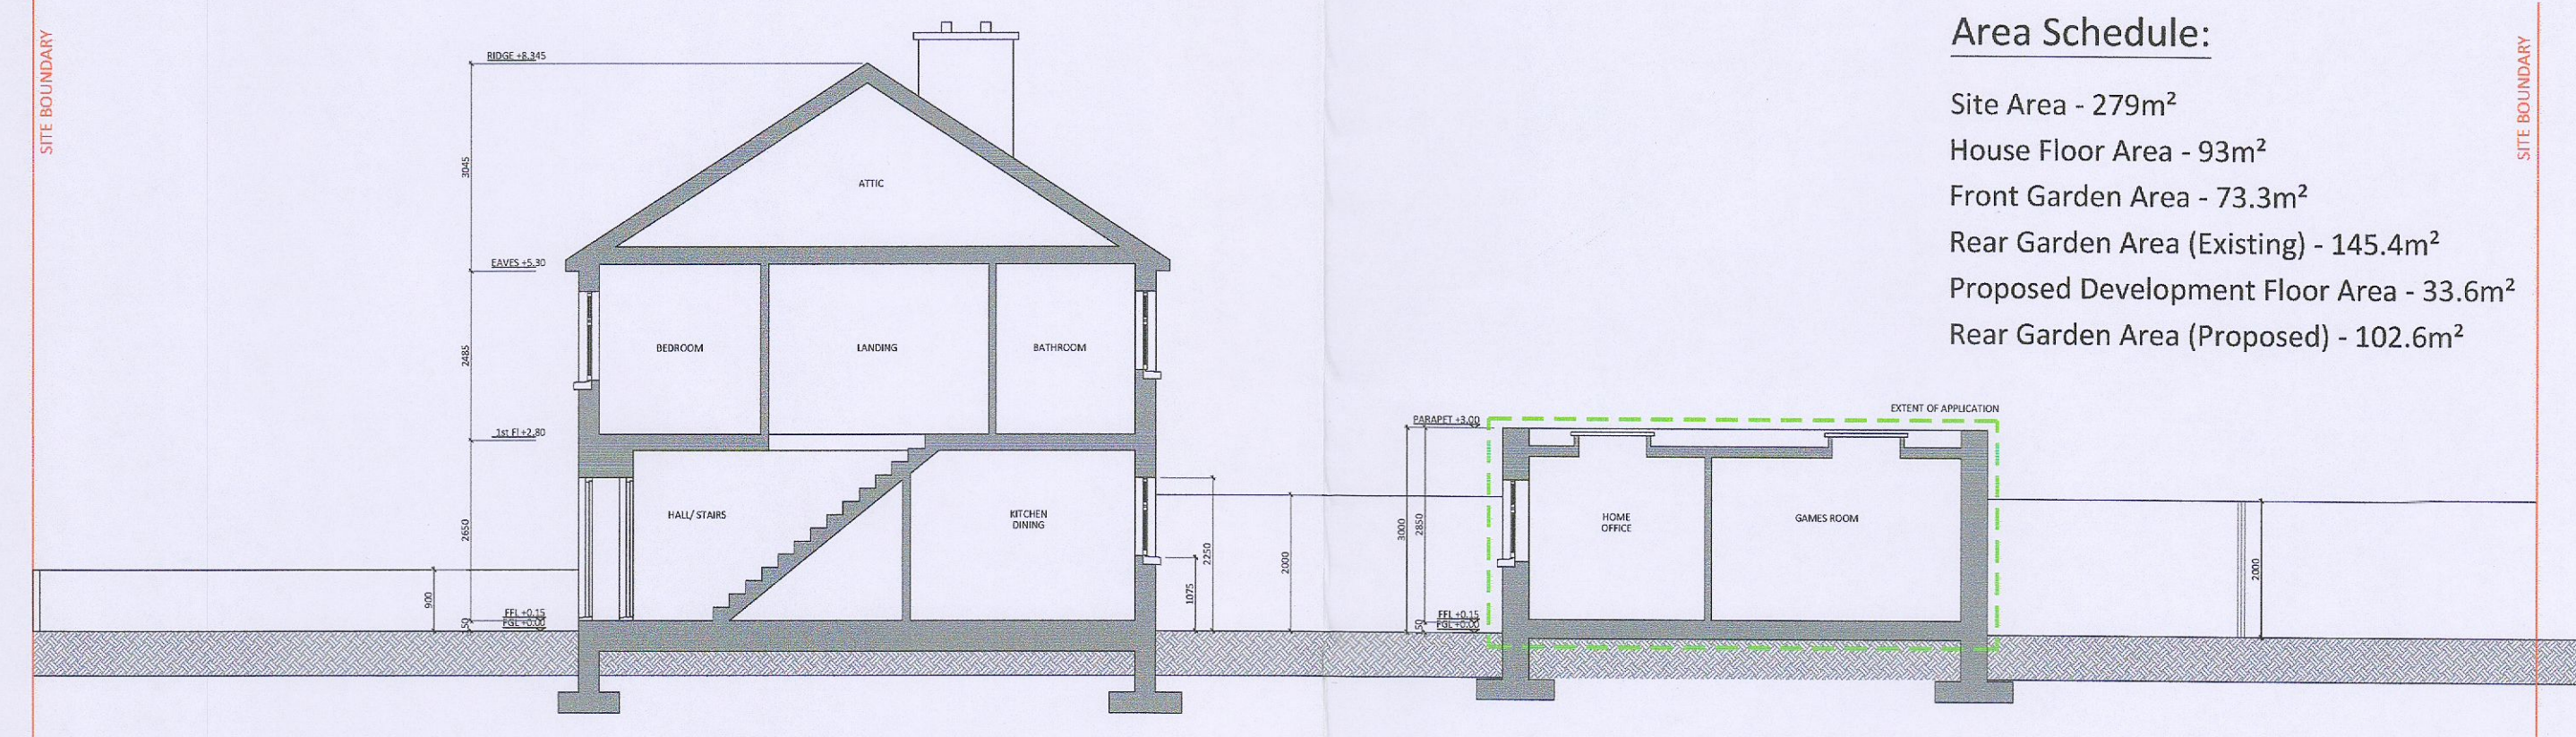 SITE BOUNDARY
RIDGE +8.345
3045
EAVES +5.30
2485
1st Fl +2.80
2650
900
FFL +0.15
FGL +0.00
150
ATTIC
BEDROOM
LANDING
BATHROOM
HALL/ STAIRS
KITCHEN
DINING
1075
2250
2000
PARAPET +3.00
3000
2850
FFL +0.15
FGL +0.00
150
EXTENT OF APPLICATION
HOME
OFFICE
GAMES ROOM
2000
Area Schedule:
Site Area - 279m²
House Floor Area - 93m²
Front Garden Area - 73.3m²
Rear Garden Area (Existing) - 145.4m²
Proposed Development Floor Area - 33.6m²
Rear Garden Area (Proposed) - 102.6m²
SITE BOUNDARY